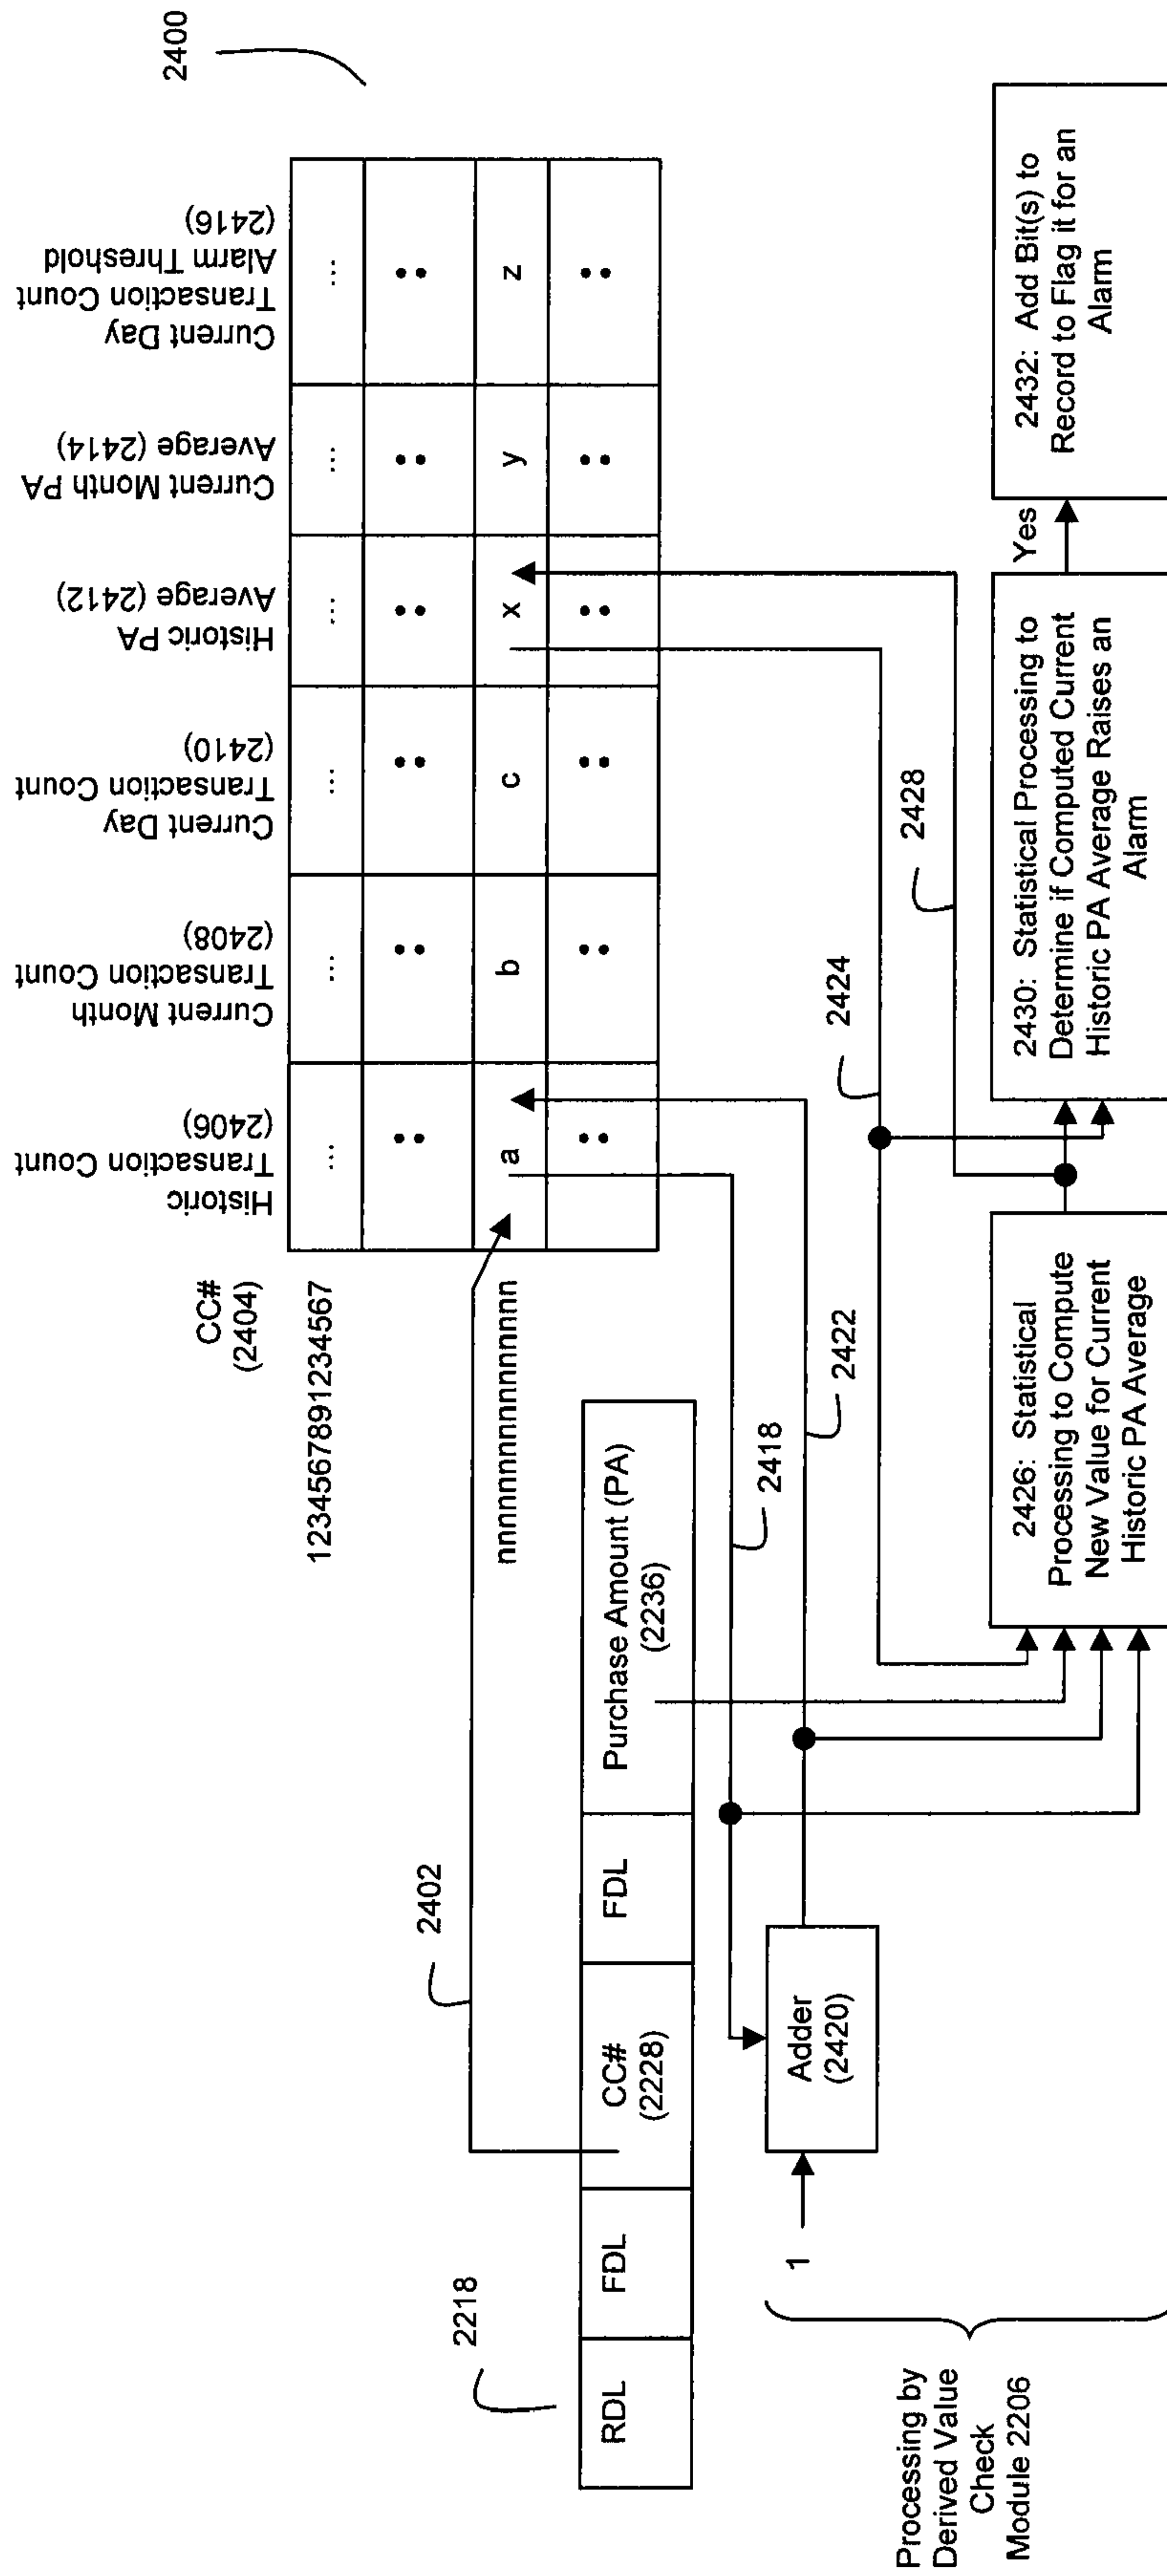 2400
Historic
Transaction Count
(2406)
Current Month
Transaction Count
(2408)
Current Day
Transaction Count
(2410)
Historic PA
Average (2412)
Current Month PA
Average (2414)
Current Day
Transaction Count
Alarm Threshold
(2416)
CC#
(2404)
1234567891234567
...
...
...
...
...
...
nnnnnnnnnnnnnnnn
a
b
c
x
y
z
2402
2218
RDL
FDL
CC#
(2228)
FDL
Purchase Amount (PA)
(2236)
2418
2422
2424
2428
1
Adder
(2420)
Processing by
Derived Value
Check
Module 2206
2426: Statistical
Processing to Compute
New Value for Current
Historic PA Average
2430: Statistical Processing to
Determine if Computed Current
Historic PA Average Raises an
Alarm
Yes
2432: Add Bit(s) to
Record to Flag it for an
Alarm